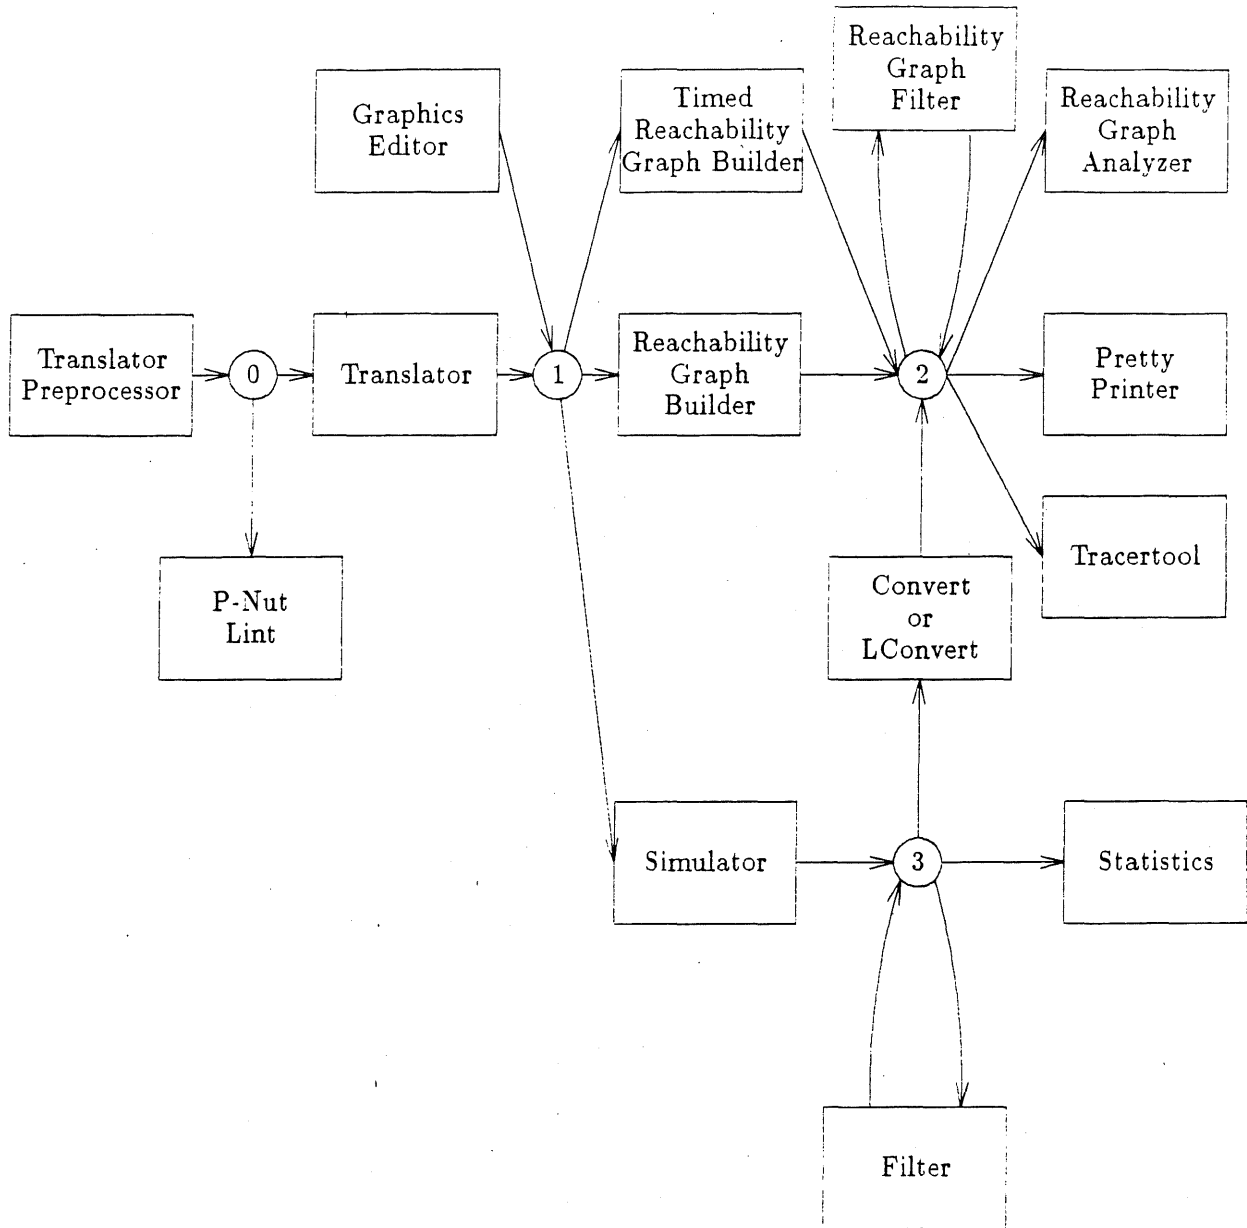 Reachability
Graph
Filter
Graphics
Editor
Timed
Reachability
Graph Builder
Reachability
Graph
Analyzer
Translator
Preprocessor
0
Translator
1
Reachability
Graph
Builder
2
Pretty
Printer
P-Nut
Lint
Convert
or
LConvert
Tracertool
Simulator
3
Statistics
Filter